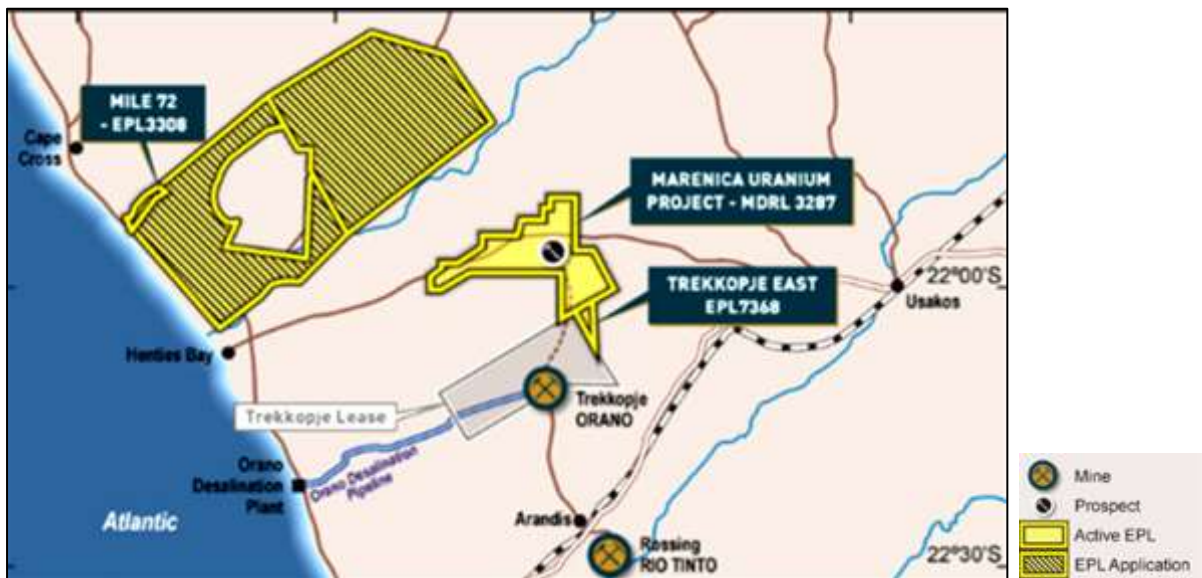 MILE 72
- EPL3308
Cape
Cross
MARENICA URANIUM
PROJECT - MDRL 3287
TREKKOPJE EAST
EPL7368
22°00'S
Usakos
Henties Bay
Trekkopje Lease
Trekkopje
ORANO
Orano
Desalination
Plant
Orano Desalination
Pipeline
Atlantic
Arandis
Rossing
RIO TINTO
22°30'S
Mine
Prospect
Active EPL
EPL Application